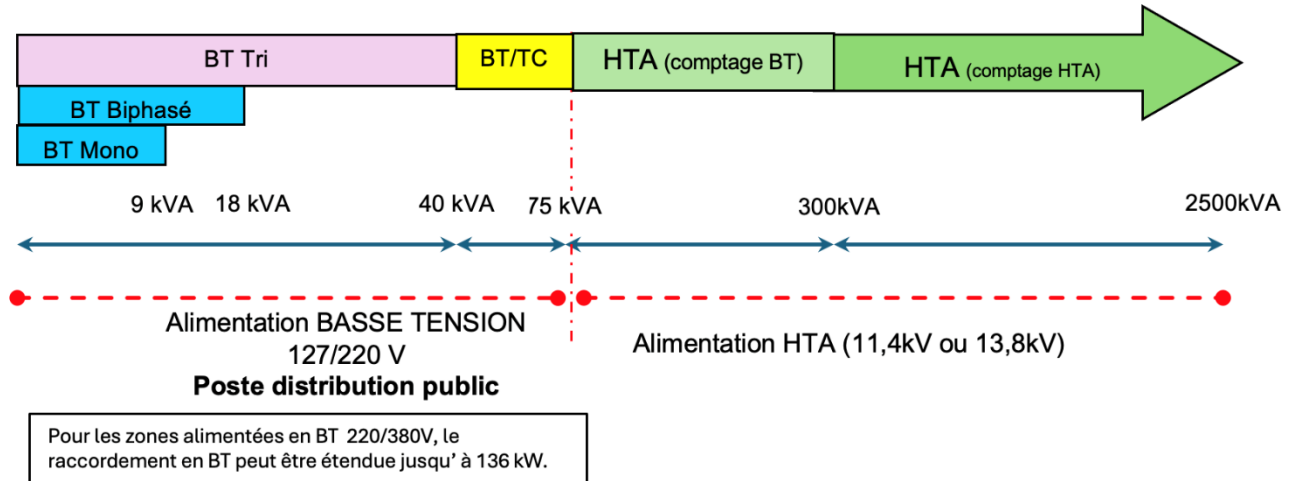 BT Tri
BT/TC
HTA (comptage BT)
HTA (comptage HTA)
BT Biphasé
BT Mono
9 kVA
18 kVA
40 kVA
75 kVA
300kVA
2500kVA
Alimentation BASSE TENSION
127/220 V
Poste distribution public
Alimentation HTA (11,4kV ou 13,8kV)
Pour les zones alimentées en BT 220/380V, le
raccordement en BT peut être étendue jusqu' à 136 kW.